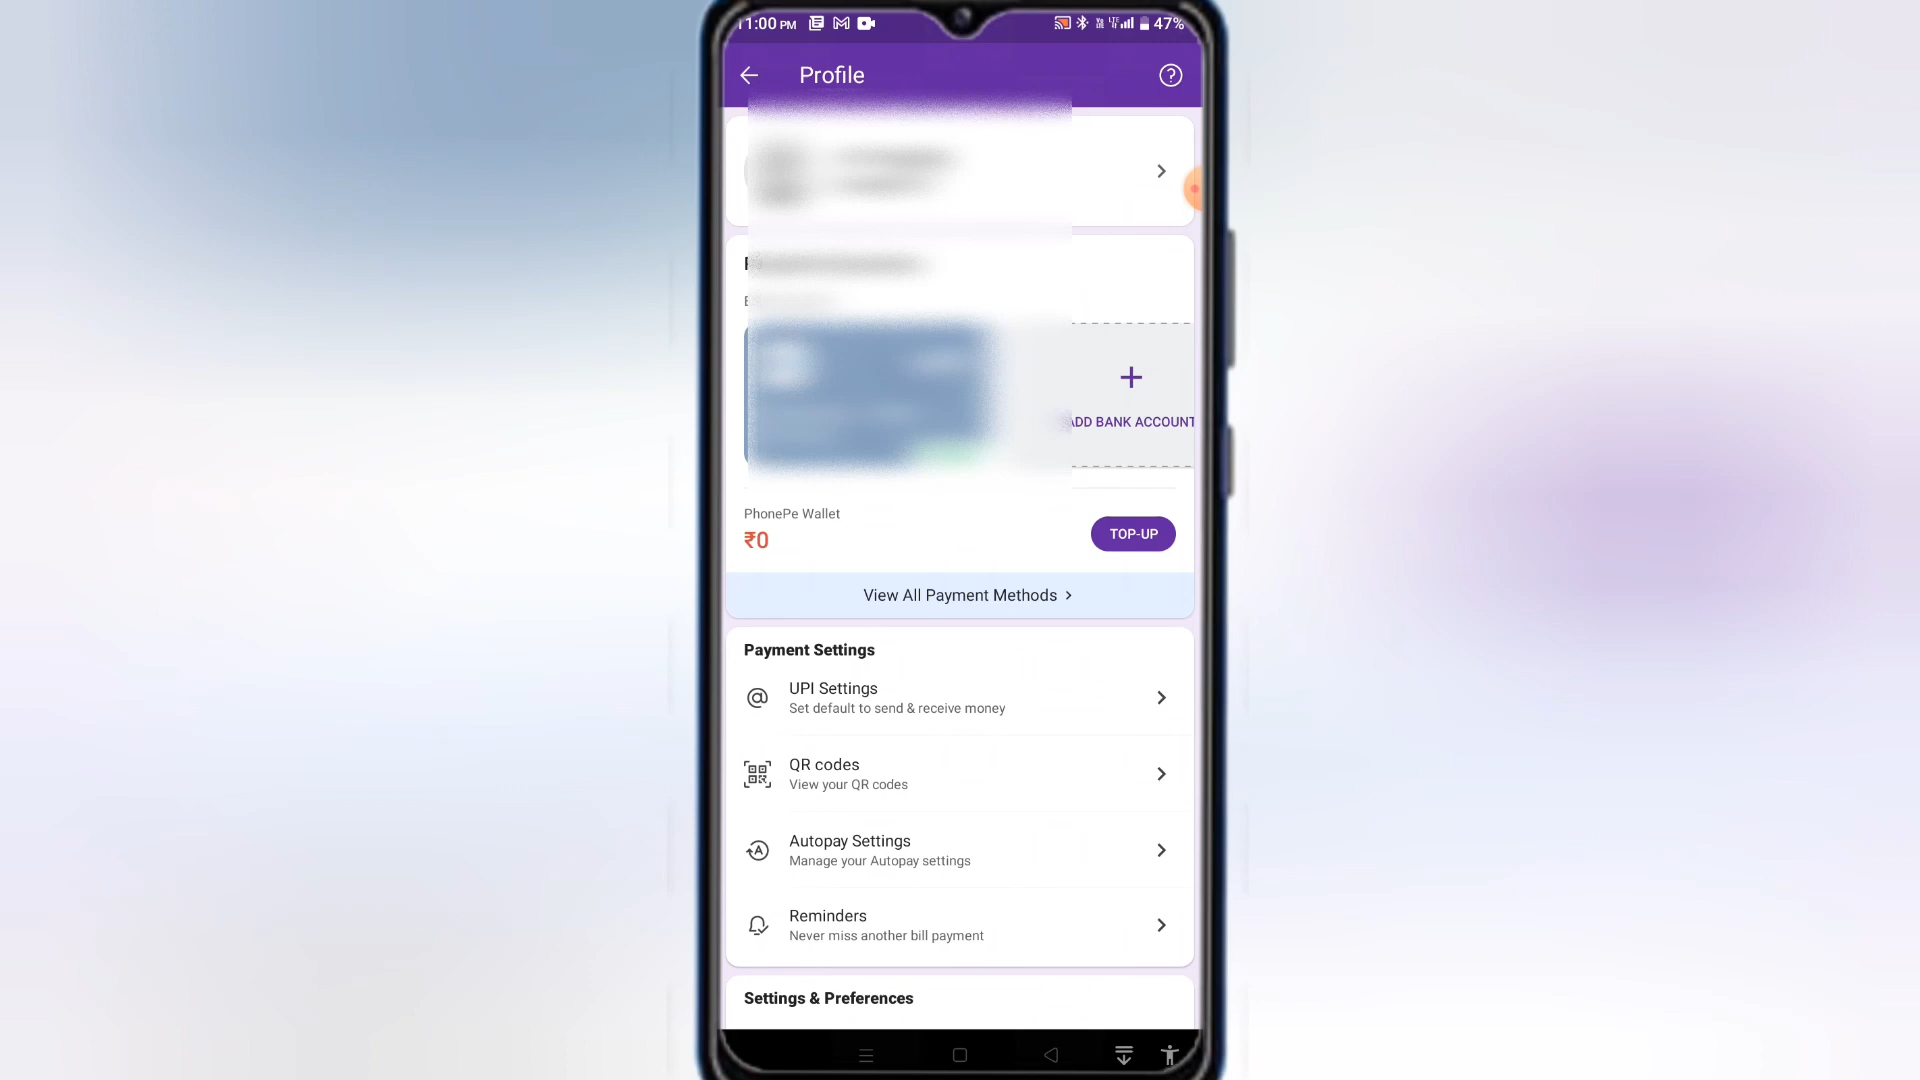 11:00 PM
47%
Profile
ADD BANK ACCOUNT
PhonePe Wallet
₹0
TOP-UP
View All Payment Methods
Payment Settings
UPI Settings
Set default to send & receive money
QR codes
View your QR codes
Autopay Settings
Manage your Autopay settings
Reminders
Never miss another bill payment
Settings & Preferences